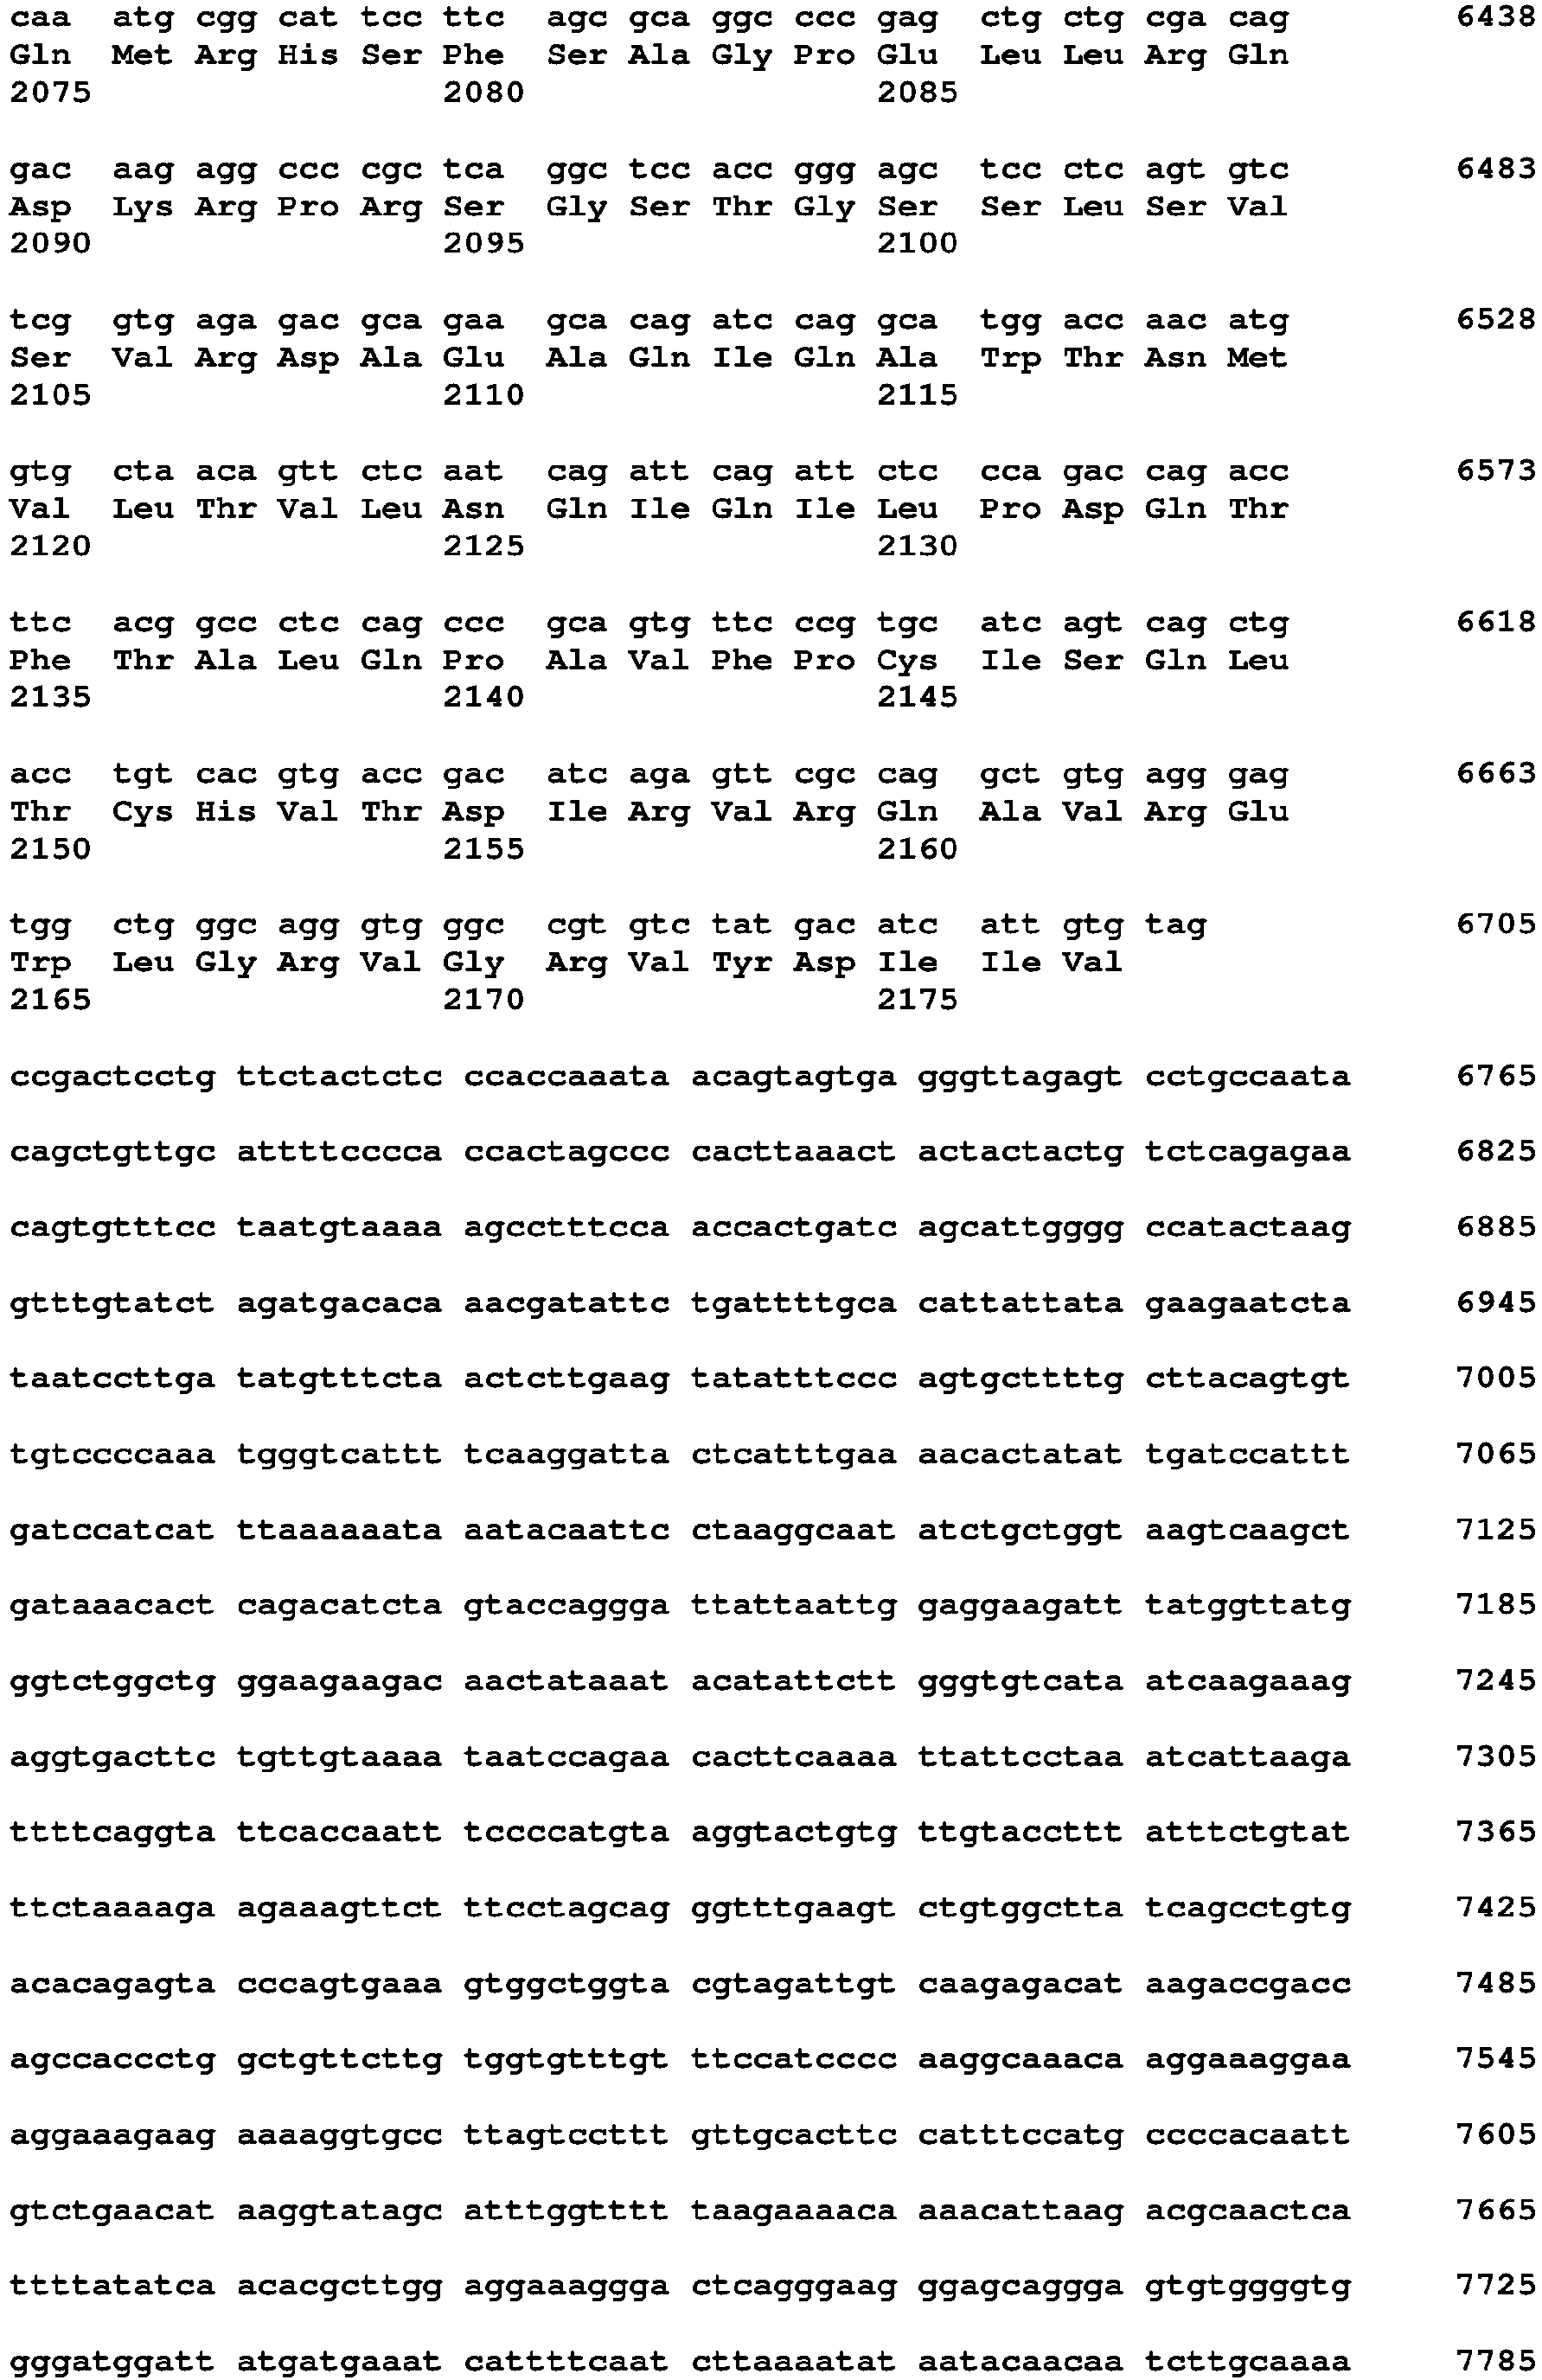 caa atg cgg cat tcc ttc agc gca ggc ccc gag ctg ctg cga cag 6438
Gln Met Arg His Ser Phe Ser Ala Gly Pro Glu Leu Leu Arg Gln
2075 2080 2085
gac aag agg ccc cgc tca ggc tcc acc ggg agc tcc ctc agt gtc 6483
Asp Lys Arg Pro Arg Ser Gly Ser Thr Gly Ser Ser Leu Ser Val
2090 2095 2100
tcg gtg aga gac gca gaa gca cag atc cag gca tgg acc aac atg 6528
Ser Val Arg Asp Ala Glu Ala Gln Ile Gln Ala Trp Thr Asn Met
2105 2110 2115
gtg cta aca gtt ctc aat cag att cag att ctc cca gac cag acc 6573
Val Leu Thr Val Leu Asn Gln Ile Gln Ile Leu Pro Asp Gln Thr
2120 2125 2130
ttc acg gcc ctc cag ccc gca gtg ttc ccg tgc atc agt cag ctg 6618
Phe Thr Ala Leu Gln Pro Ala Val Phe Pro Cys Ile Ser Gln Leu
2135 2140 2145
acc tgt cac gtg acc gac atc aga gtt cgc cag gct gtg agg gag 6663
Thr Cys His Val Thr Asp Ile Arg Val Arg Gln Ala Val Arg Glu
2150 2155 2160
tgg ctg ggc agg gtg ggc cgt gtc tat gac atc att gtg tag 6705
Trp Leu Gly Arg Val Gly Arg Val Tyr Asp Ile Ile Val
2165 2170 2175
ccgactcctg ttctactctc ccaccaaata acagtagtga gggttagagt cctgccaata 6765
cagctgttgc attttcccca ccactagccc cacttaaact actactactg tctcagagaa 6825
cagtgtttcc taatgtaaaa agcctttcca accactgatc agcattgggg ccatactaag 6885
gtttgtatct agatgacaca aacgatattc tgattttgca cattattata gaagaatcta 6945
taatccttga tatgtttcta actcttgaag tatatttccc agtgcttttg cttacagtgt 7005
tgtccccaaa tgggtcattt tcaaggatta ctcatttgaa aacactatat tgatccattt 7065
gatccatcat ttaaaaaata aatacaattc ctaaggcaat atctgctggt aagtcaagct 7125
gataaacact cagacatcta gtaccaggga ttattaattg gaggaagatt tatggttatg 7185
ggtctggctg ggaagaagac aactataaat acatattctt gggtgtcata atcaagaaag 7245
aggtgacttc tgttgtaaaa taatccagaa cacttcaaaa ttattcctaa atcattaaga 7305
ttttcaggta ttcaccaatt tccccatgta aggtactgtg ttgtaccttt atttctgtat 7365
ttctaaaaga agaaagttct ttcctagcag ggtttgaagt ctgtggctta tcagcctgtg 7425
acacagagta cccagtgaaa gtggctggta cgtagattgt caagagacat aagaccgacc 7485
agccaccctg gctgttcttg tggtgtttgt ttccatcccc aaggcaaaca aggaaaggaa 7545
aggaaagaag aaaaggtgcc ttagtccttt gttgcacttc catttccatg ccccacaatt 7605
gtctgaacat aaggtatagc atttggtttt taagaaaaca aaacattaag acgcaactca 7665
ttttatatca acacgcttgg aggaaaggga ctcagggaag ggagcaggga gtgtggggtg 7725
gggatggatt atgatgaaat cattttcaat cttaaaatat aatacaacaa tcttgcaaaa 7785